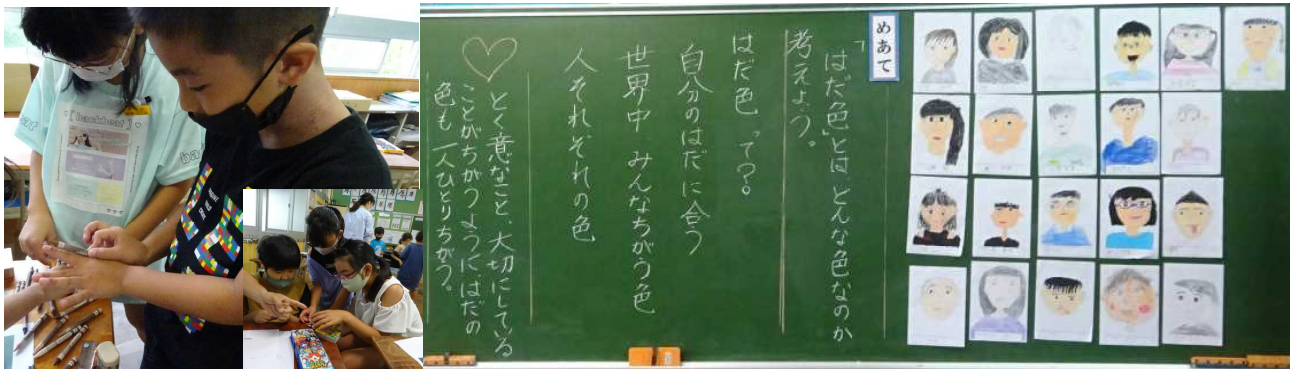 めあて
「はだ色」とは どんな色なのか
考えよう。
はだ色 って?。
自分のはだに合う
世界中 みんなちがう色
人それぞれの色
とく意なこと、大切にしている
ことがちがうように、はだの
色も 一人ひとりちがう。
[ backbeat ]